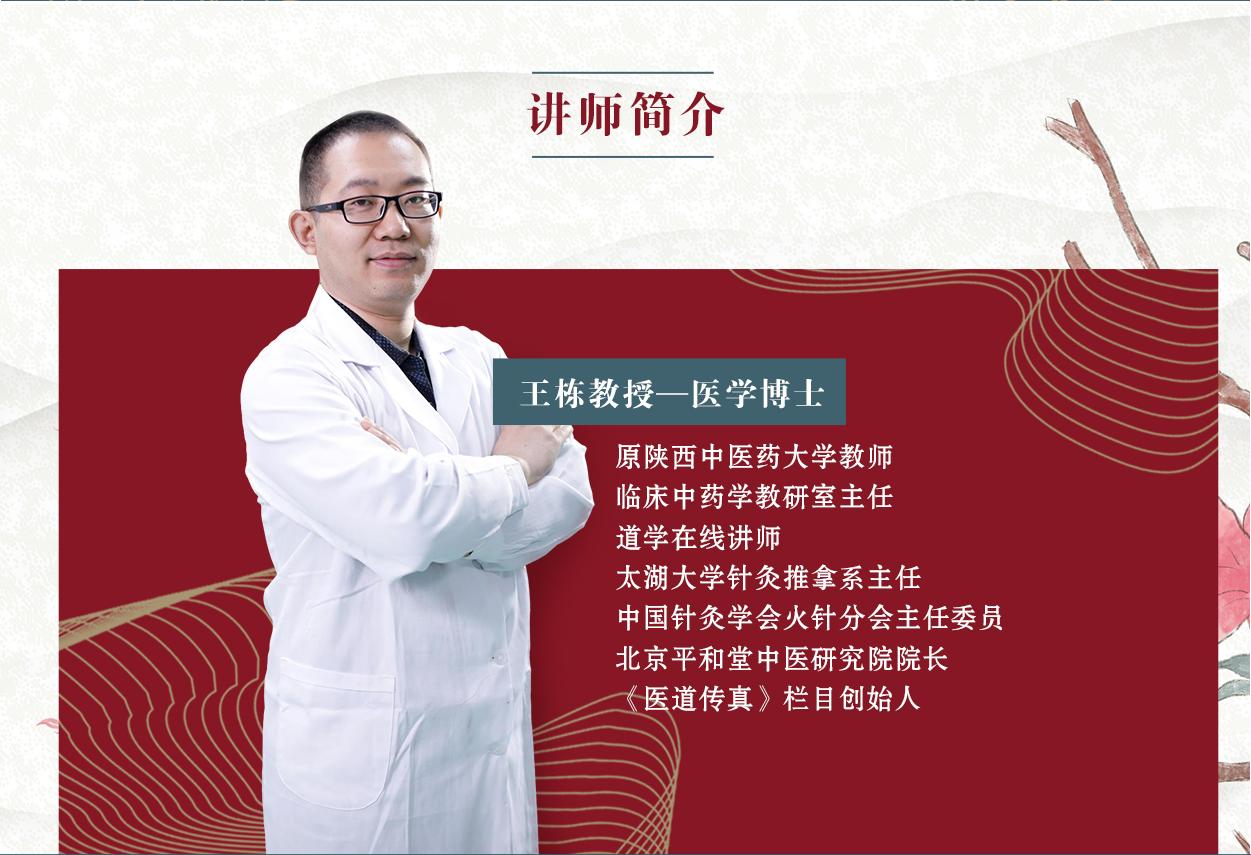 讲师简介
王栋教授—医学博士
原陕西中医药大学教师
临床中药学教研室主任
道学在线讲师
太湖大学针灸推拿系主任
中国针灸学会火针分会主任委员
北京平和堂中医研究院院长
《医道传真》栏目创始人